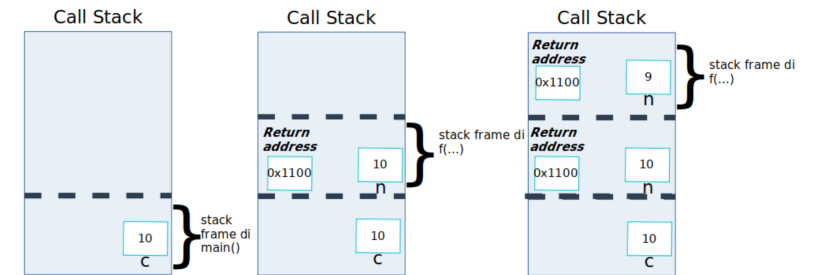 Call Stack
10
c
stack
frame di
main()
Call Stack
Return
address
0x1100
10
n
stack frame di
f(...)
10
c
Call Stack
Return
address
0x1100
9
n
stack frame di
f(...)
Return
address
0x1100
10
n
10
c